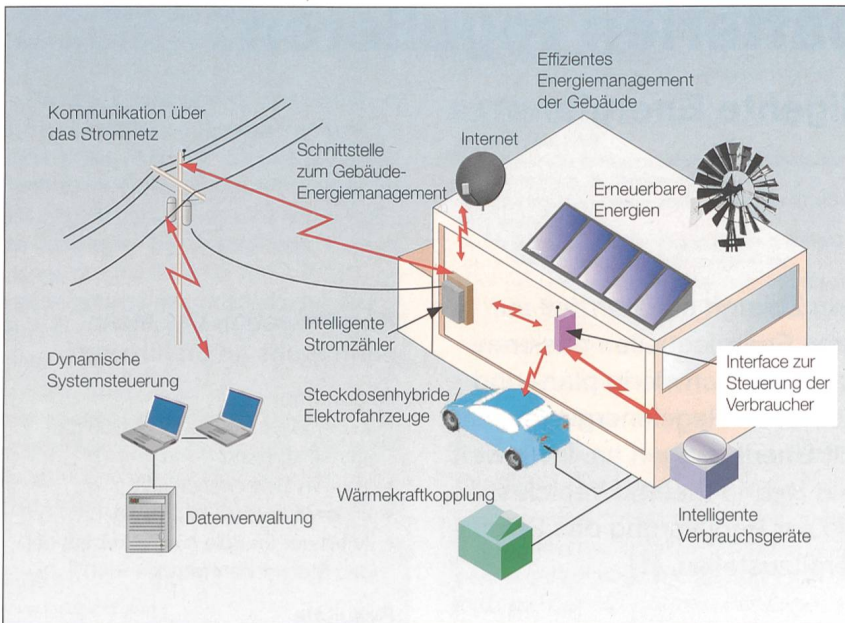 Kommunikation über
das Stromnetz
Schnittstelle
zum Gebäude-
Energiemanagement
Internet
Effizientes
Energiemanagement
der Gebäude
Erneuerbare
Energien
Intelligente
Stromzähler
Dynamische
Systemsteuerung
Steckdosenhybride /
Elektrofahrzeuge
Interface zur
Steuerung der
Verbraucher
Datenverwaltung
Wärmekraftkopplung
Intelligente
Verbrauchsgeräte